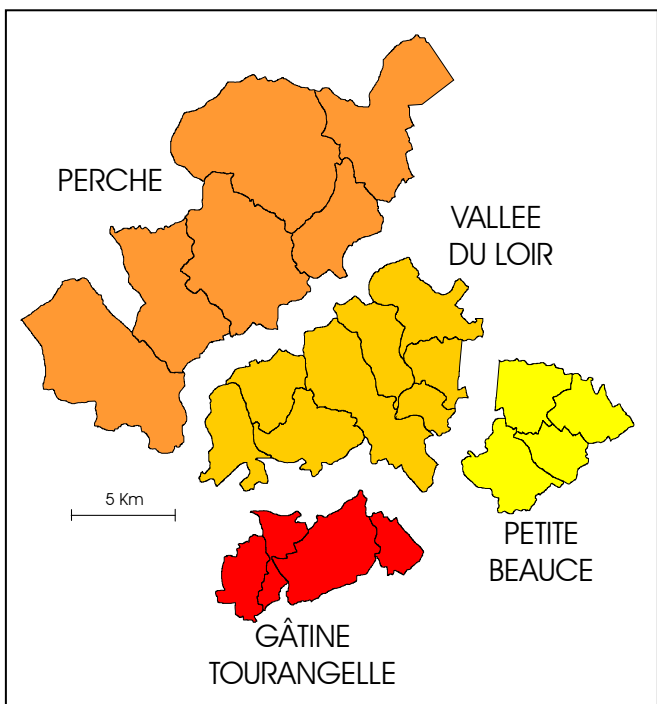 PERCHE
VALLEE
DU LOIR
5 Km
PETITE
BEAUCE
GÂTINE
TOURANGELLE